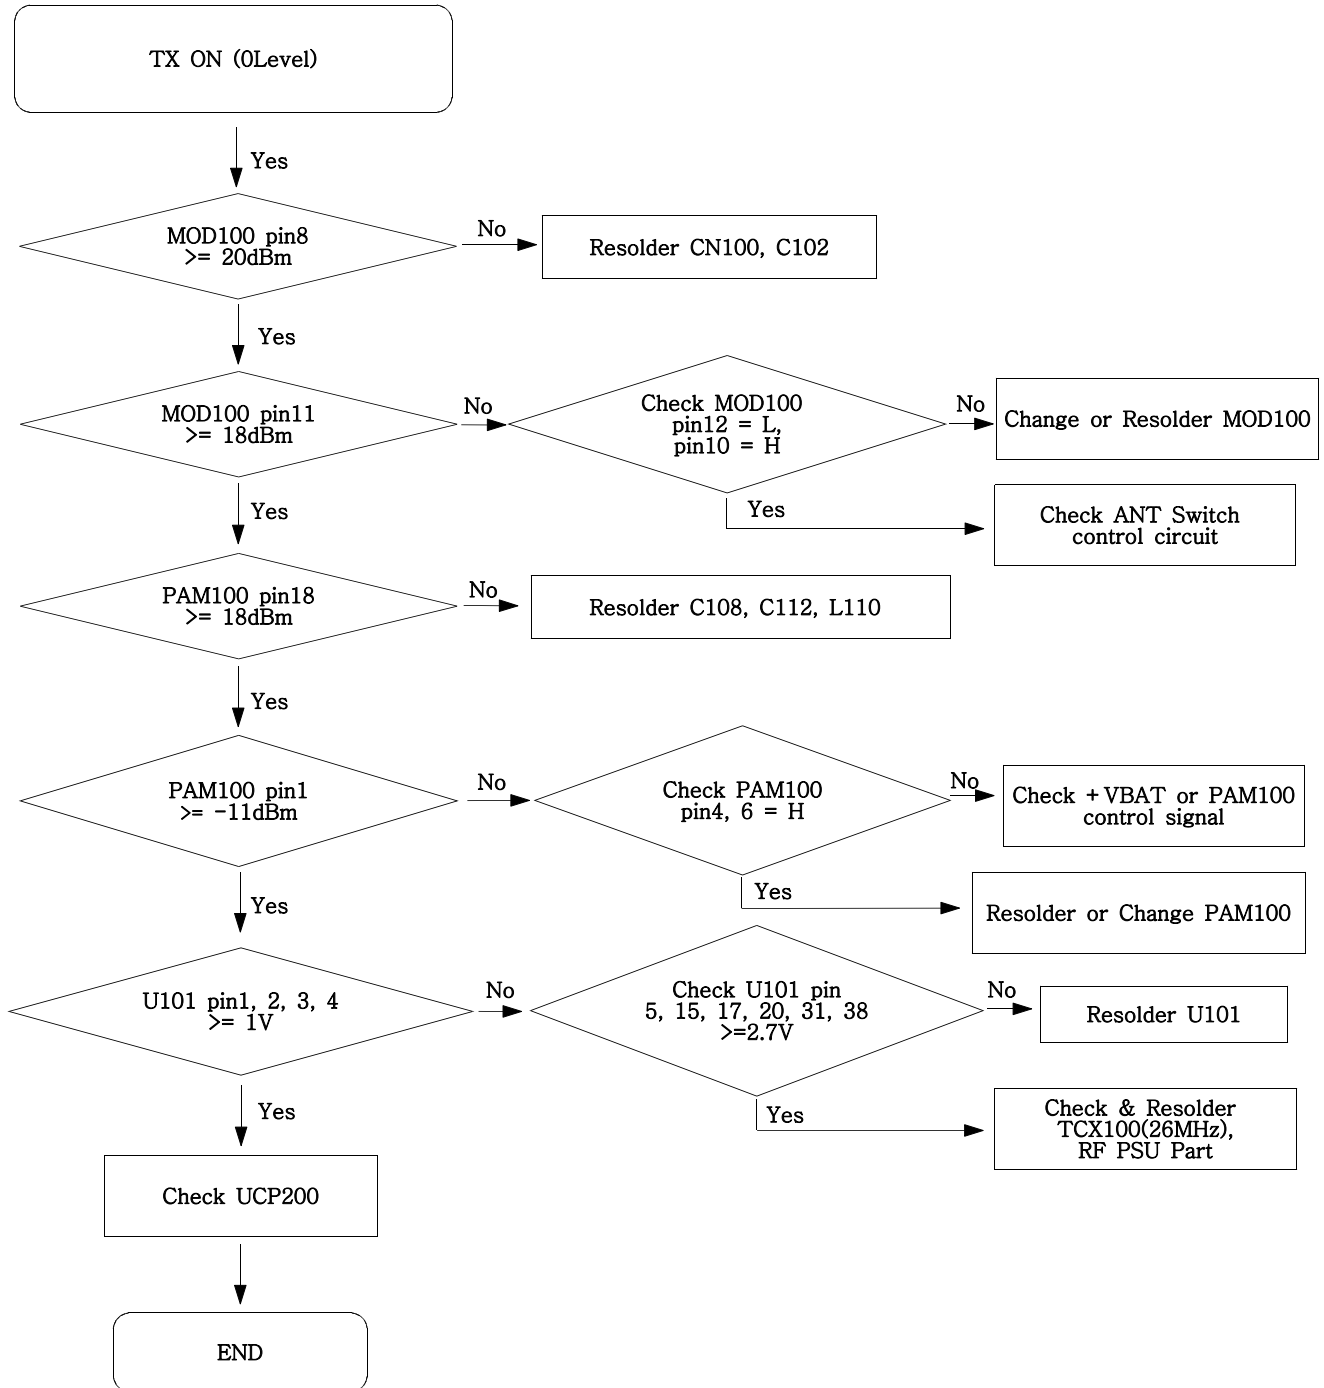 TX ON (0Level)
Yes
MOD100 pin8
>= 20dBm
No
Resolder CN100, C102
Yes
MOD100 pin11
>= 18dBm
No
Check MOD100
pin12 = L,
pin10 = H
No
Change or Resolder MOD100
Yes
Check ANT Switch
control circuit
Yes
PAM100 pin18
>= 18dBm
No
Resolder C108, C112, L110
Yes
PAM100 pin1
>= -11dBm
No
Check PAM100
pin4, 6 = H
No
Check +VBAT or PAM100
control signal
Yes
Resolder or Change PAM100
Yes
U101 pin1, 2, 3, 4
>= 1V
No
Check U101 pin
5, 15, 17, 20, 31, 38
>=2.7V
No
Resolder U101
Yes
Check & Resolder
TCX100(26MHz),
RF PSU Part
Yes
Check UCP200
END